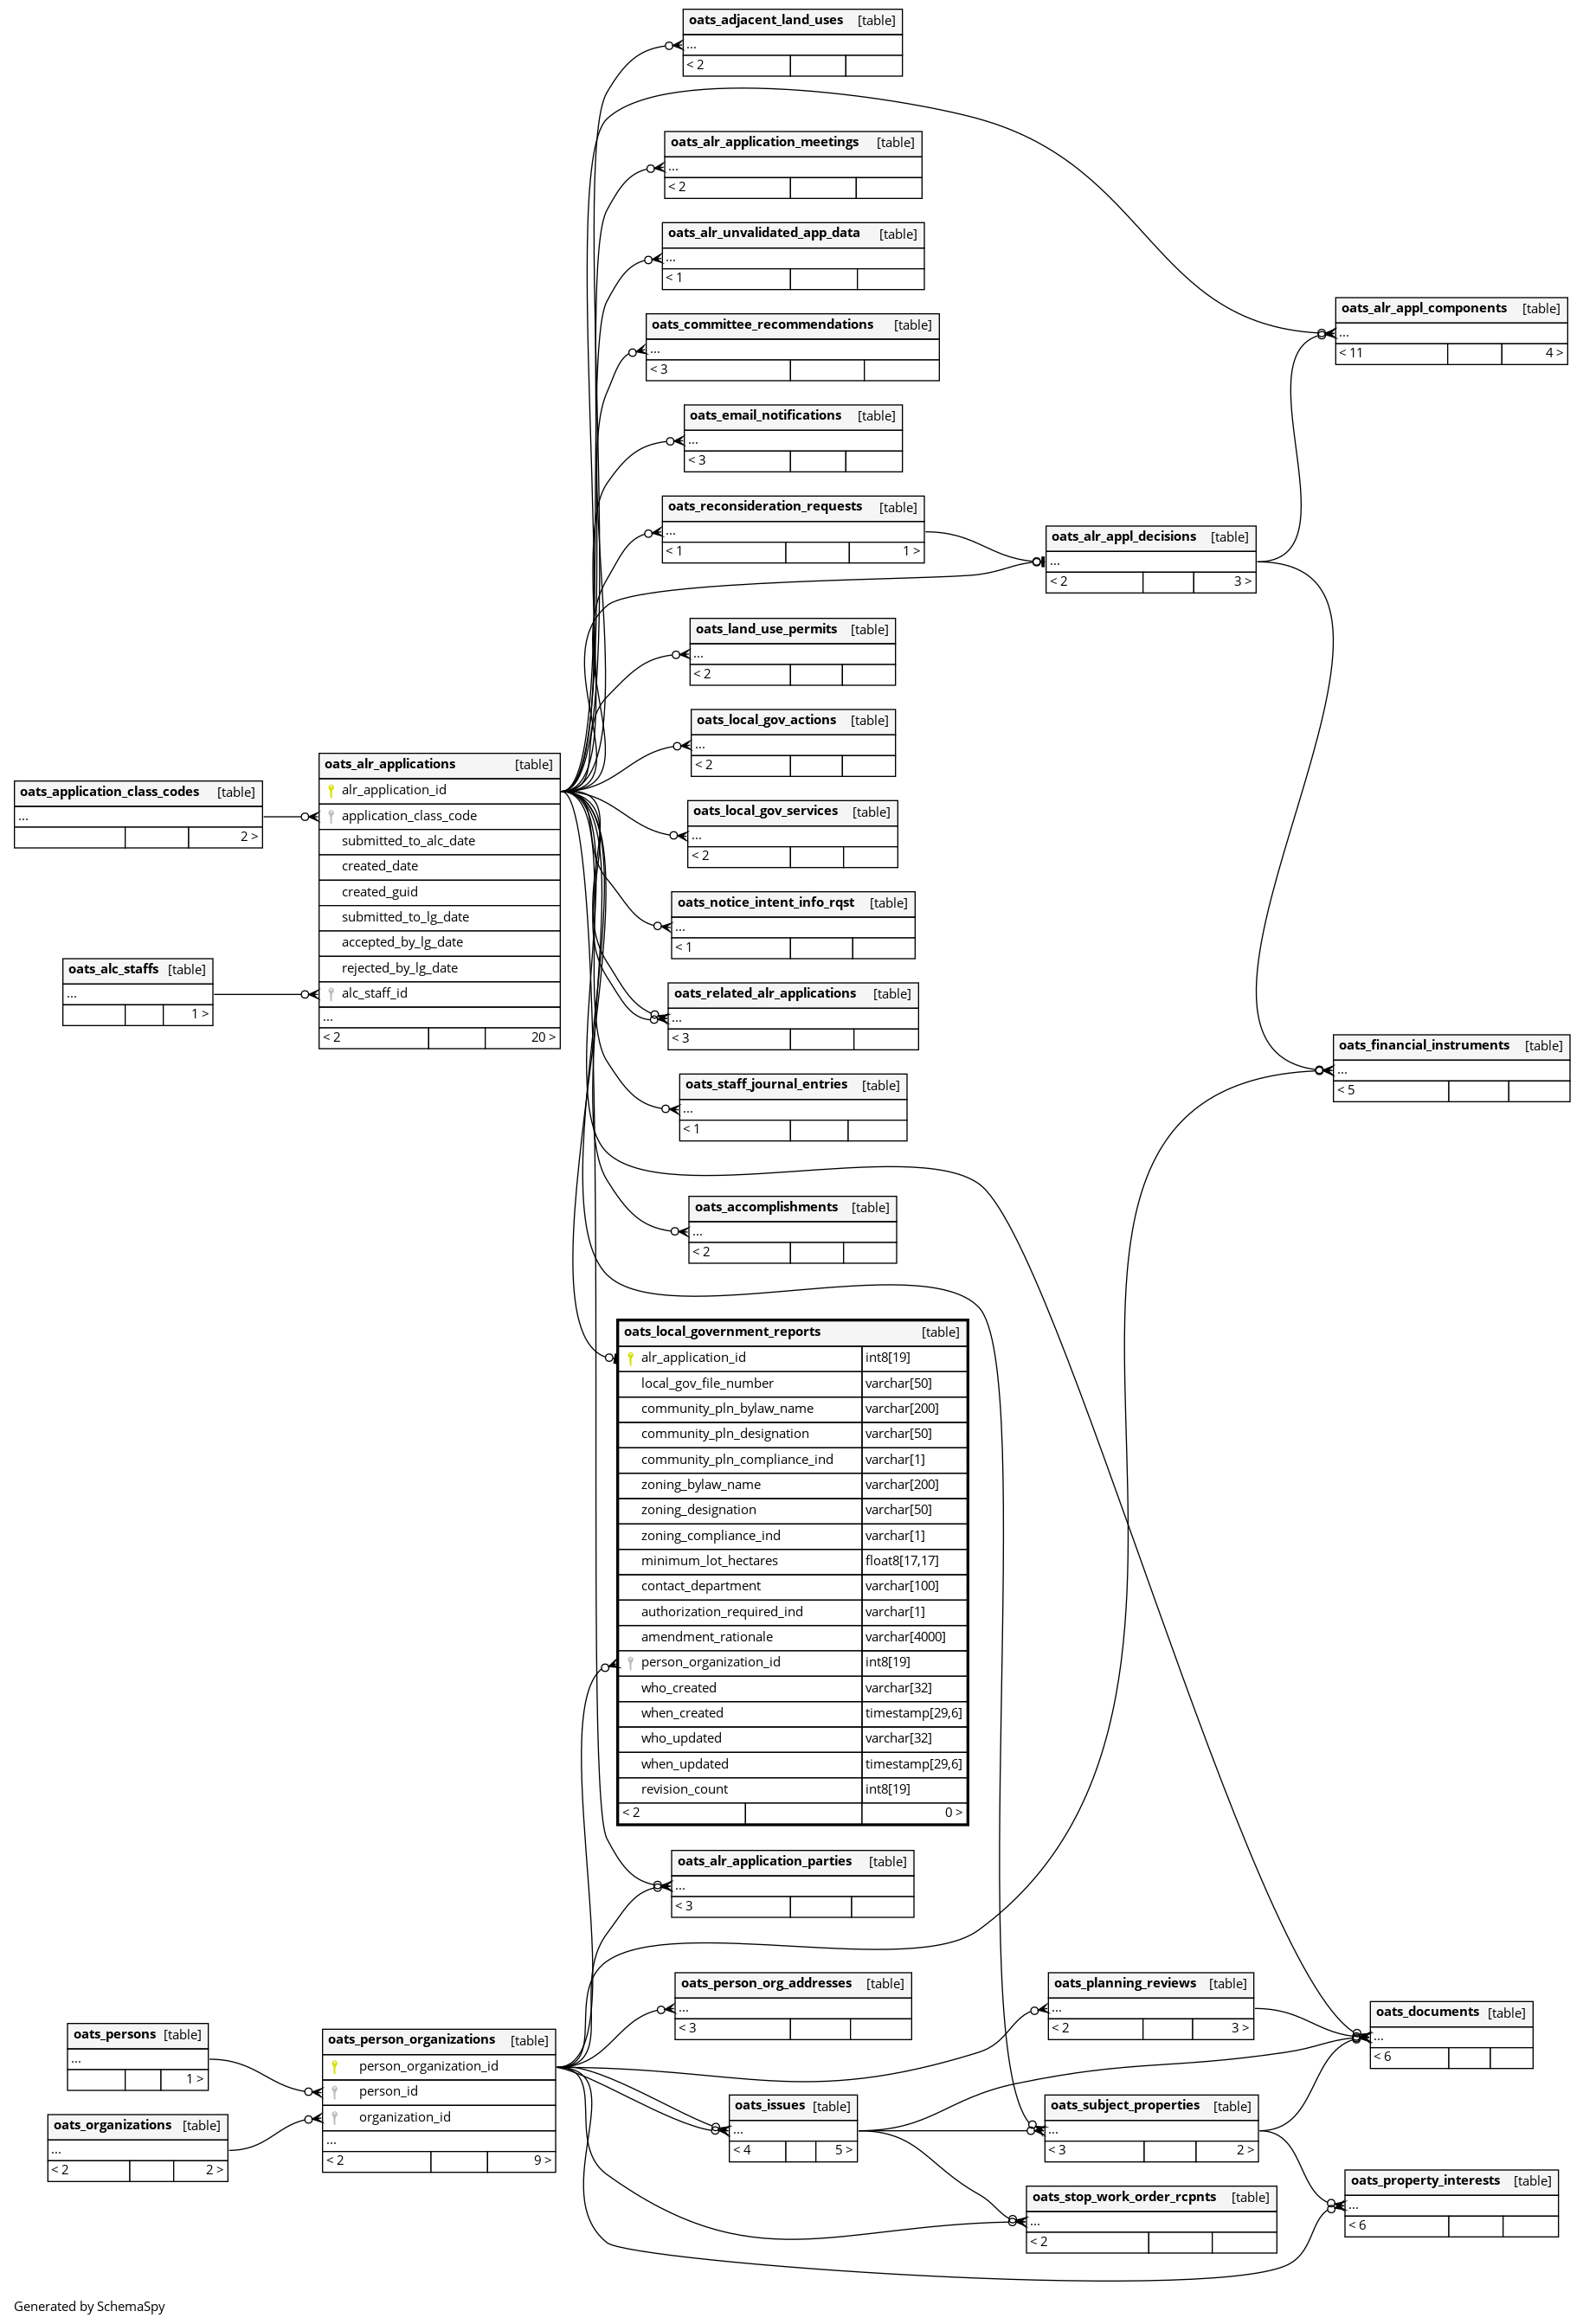 oats_adjacent_land_uses [table]
...
< 2
oats_alr_application_meetings [table]
...
< 2
oats_alr_unvalidated_app_data [table]
...
< 1
oats_committee_recommendations [table]
...
< 3
oats_alr_appl_components [table]
...
< 11 4 >
oats_email_notifications [table]
...
< 3
oats_reconsideration_requests [table]
...
< 1 1 >
oats_alr_appl_decisions [table]
...
< 2 3 >
oats_land_use_permits [table]
...
< 2
oats_local_gov_actions [table]
...
< 2
oats_application_class_codes [table]
...
2 >
oats_alr_applications [table]
alr_application_id
application_class_code
submitted_to_alc_date
created_date
created_guid
submitted_to_lg_date
accepted_by_lg_date
rejected_by_lg_date
alc_staff_id
...
< 2 20 >
oats_local_gov_services [table]
...
< 2
oats_notice_intent_info_rqst [table]
...
< 1
oats_alc_staffs [table]
...
1 >
oats_related_alr_applications [table]
...
< 3
oats_financial_instruments [table]
...
< 5
oats_staff_journal_entries [table]
...
< 1
oats_accomplishments [table]
...
< 2
oats_local_government_reports [table]
alr_application_id int8[19]
local_gov_file_number varchar[50]
community_pln_bylaw_name varchar[200]
community_pln_designation varchar[50]
community_pln_compliance_ind varchar[1]
zoning_bylaw_name varchar[200]
zoning_designation varchar[50]
zoning_compliance_ind varchar[1]
minimum_lot_hectares float8[17,17]
contact_department varchar[100]
authorization_required_ind varchar[1]
amendment_rationale varchar[4000]
person_organization_id int8[19]
who_created varchar[32]
when_created timestamp[29,6]
who_updated varchar[32]
when_updated timestamp[29,6]
revision_count int8[19]
< 2 0 >
oats_alr_application_parties [table]
...
< 3
oats_person_org_addresses [table]
...
< 3
oats_planning_reviews [table]
...
< 2 3 >
oats_documents [table]
...
< 6
oats_persons [table]
...
1 >
oats_person_organizations [table]
person_organization_id
person_id
organization_id
...
< 2 9 >
oats_organizations [table]
...
< 2 2 >
oats_issues [table]
...
< 4 5 >
oats_subject_properties [table]
...
< 3 2 >
oats_property_interests [table]
...
< 6
oats_stop_work_order_rcpnts [table]
...
< 2
Generated by SchemaSpy